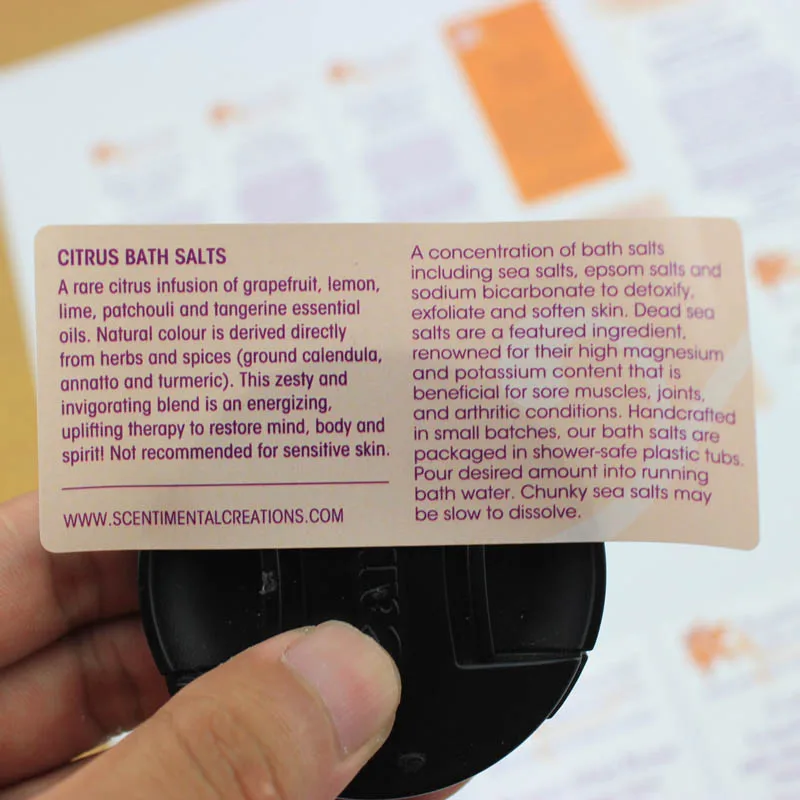 CITRUS BATH SALTS
A rare citrus infusion of grapefruit, lemon,
lime, patchouli and tangerine essential
oils. Natural colour is derived directly
from herbs and spices (ground calendula,
annatto and turmeric). This zesty and
invigorating blend is an energizing,
uplifting therapy to restore mind, body and
spirit! Not recommended for sensitive skin.
WWW.SCENTIMENTALCREATIONS.COM
A concentration of bath salts
including sea salts, epsom salts and
sodium bicarbonate to detoxify,
exfoliate and soften skin. Dead sea
salts are a featured ingredient,
renowned for their high magnesium
and potassium content that is
beneficial for sore muscles, joints,
and arthritic conditions. Handcrafted
in small batches, our bath salts are
packaged in shower-safe plastic tubs.
Pour desired amount into running
bath water. Chunky sea salts may
be slow to dissolve.